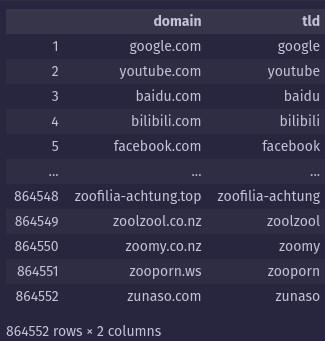 domain tld
1 google.com google
2 youtube.com youtube
3 baidu.com baidu
4 bilibili.com bilibili
5 facebook.com facebook
... ... ...
864548 zoofilia-achtung.top zoofilia-achtung
864549 zoolzool.co.nz zoolzool
864550 zoomy.co.nz zoomy
864551 zooporn.ws zooporn
864552 zunaso.com zunaso
864552 rows × 2 columns